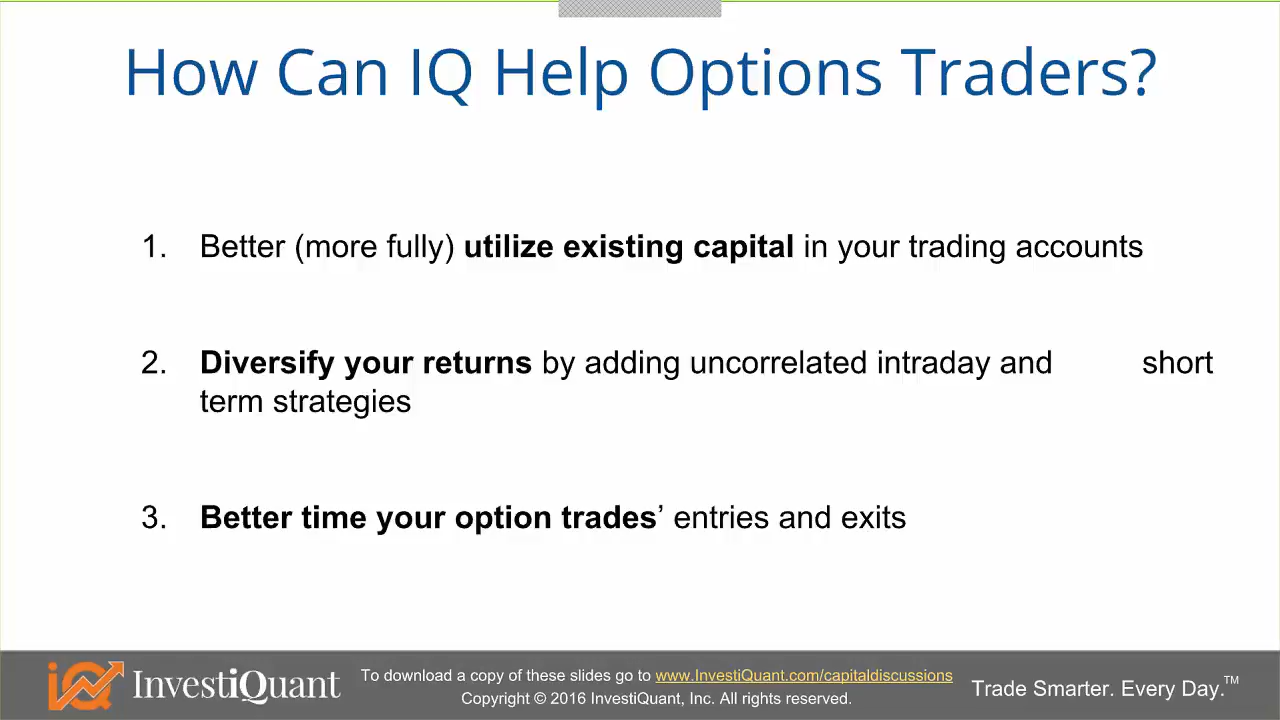 How Can IQ Help Options Traders?
1. Better (more fully) utilize existing capital in your trading accounts
2. Diversify your returns by adding uncorrelated intraday and short
term strategies
3. Better time your option trades’ entries and exits
iQ InvestiQuant
To download a copy of these slides go to www.InvestiQuant.com/capitaldiscussions
Copyright © 2016 InvestiQuant, Inc. All rights reserved.
Trade Smarter. Every Day.TM